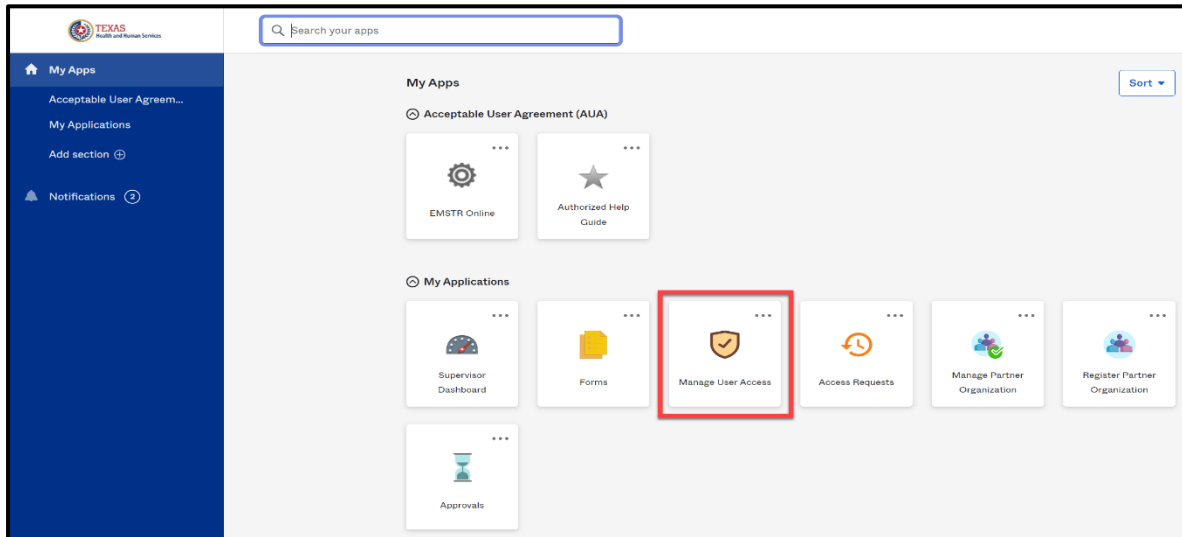 TEXAS
Health and Human Services
Search your apps
My Apps
Acceptable User Agreem...
My Applications
Add section
Notifications 2
My Apps
Sort
Acceptable User Agreement (AUA)
EMSTR Online
Authorized Help
Guide
My Applications
Supervisor
Dashboard
Forms
Manage User Access
Access Requests
Manage Partner
Organization
Register Partner
Organization
Approvals